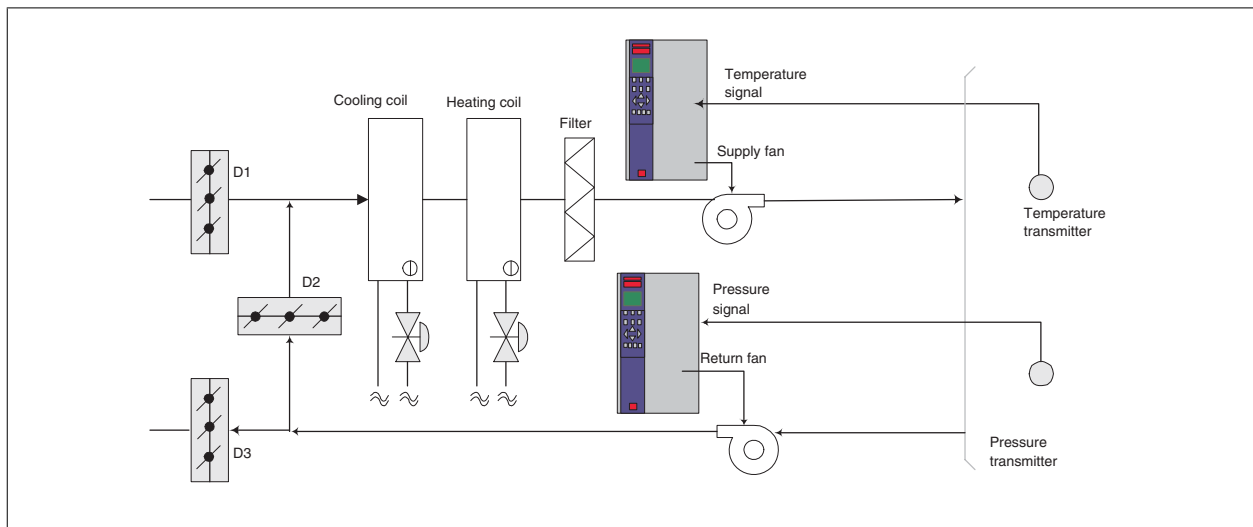 Temperature
signal
Cooling coil
Heating coil
Filter
Supply fan
D1
Temperature
transmitter
D2
Pressure
signal
Return fan
D3
Pressure
transmitter